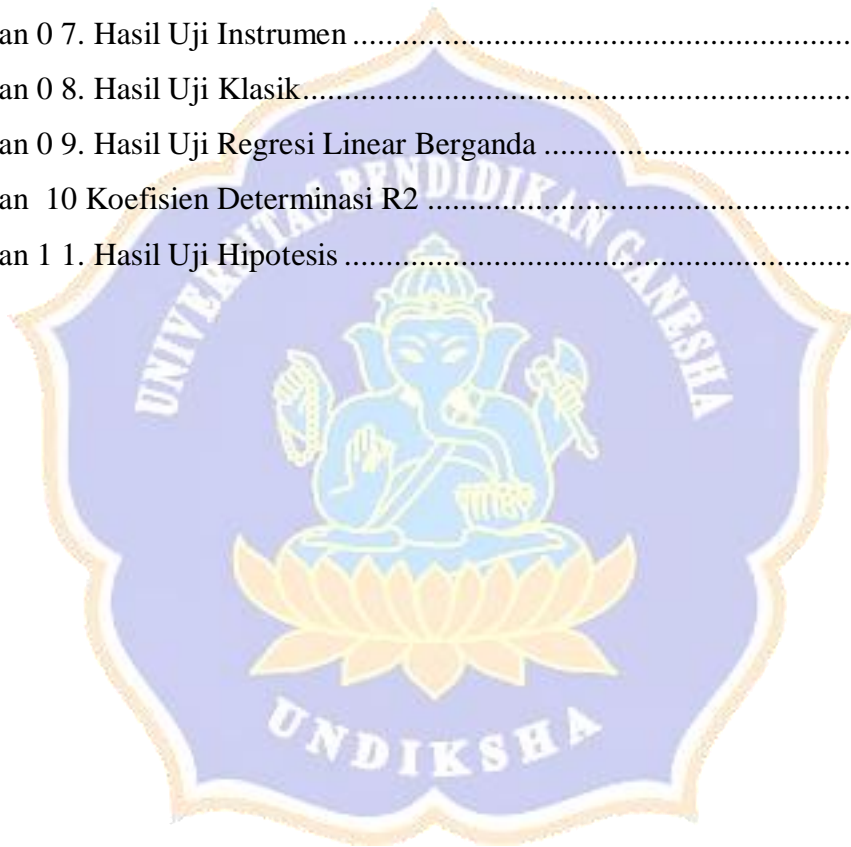 an 0 7. Hasil Uji Instrumen ................................................................
an 0 8. Hasil Uji Klasik......................................................................
an 0 9. Hasil Uji Regresi Linear Berganda .......................................
an  10 Koefisien Determinasi R2 ......................................................
an 1 1. Hasil Uji Hipotesis .................................................................
UNIVERSITAS PENDIDIKAN GANESHA
UNDIKSHA